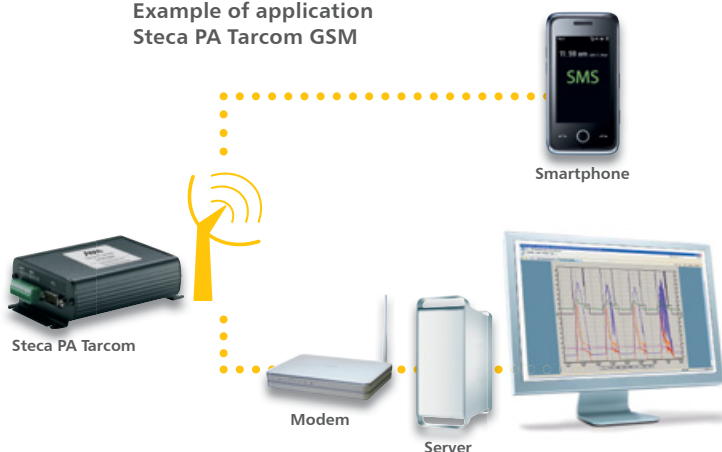 Example of application
Steca PA Tarcom GSM
SMS
Smartphone
Steca PA Tarcom
Modem
Server